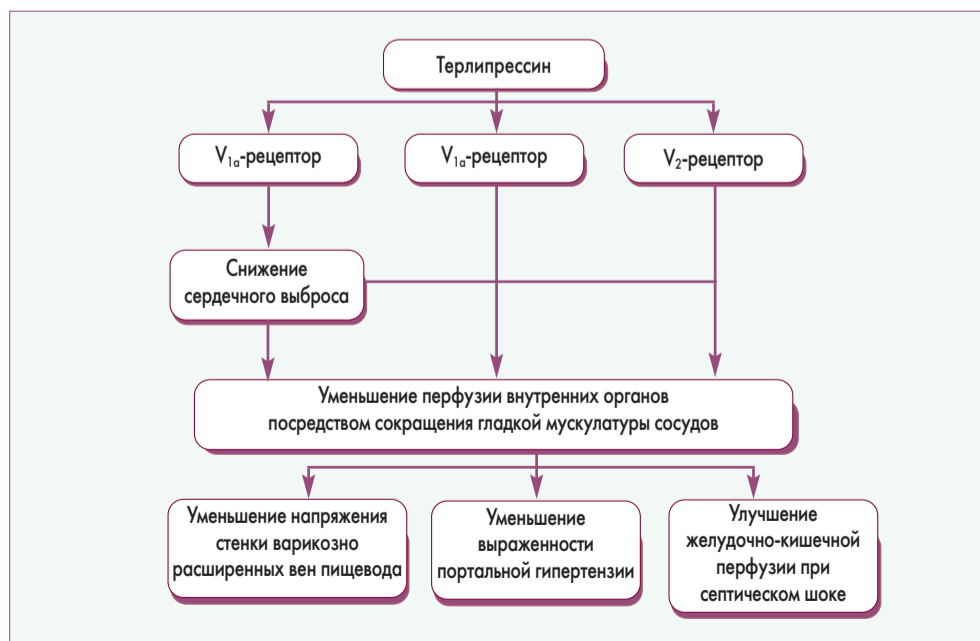 Терлипрессин
V1a-рецептор
V1a-рецептор
V2-рецептор
Снижение
сердечного выброса
Уменьшение перфузии внутренних органов
посредством сокращения гладкой мускулатуры сосудов
Уменьшение напряжения
стенки варикозно
расширенных вен пищевода
Уменьшение
выраженности
портальной гипертензии
Улучшение
желудочно-кишечной
перфузии при
септическом шоке